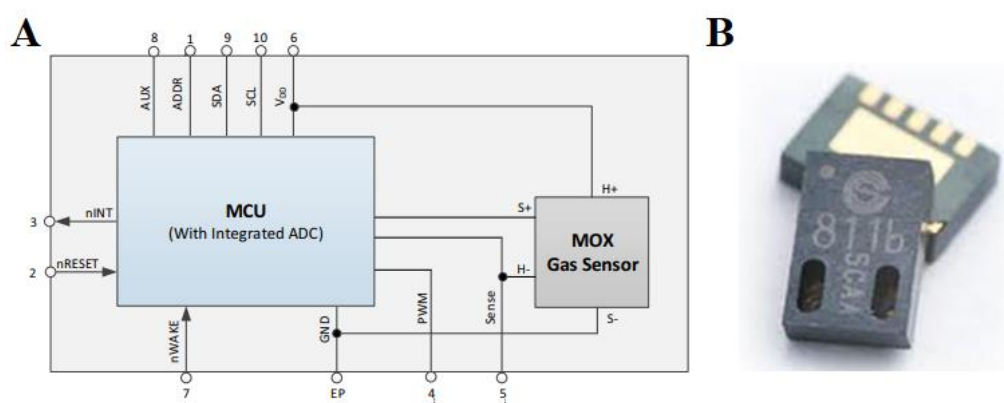 A
B
8 1 9 10 6
AUX
ADDR
SDA
SCL
VDD
H+
MCU
(With Integrated ADC)
S+
MOX
Gas Sensor
3
nINT
H-
2
nRESET
S-
nWAKE
GND
PWM
Sense
7
EP
4
5
811B
SCA